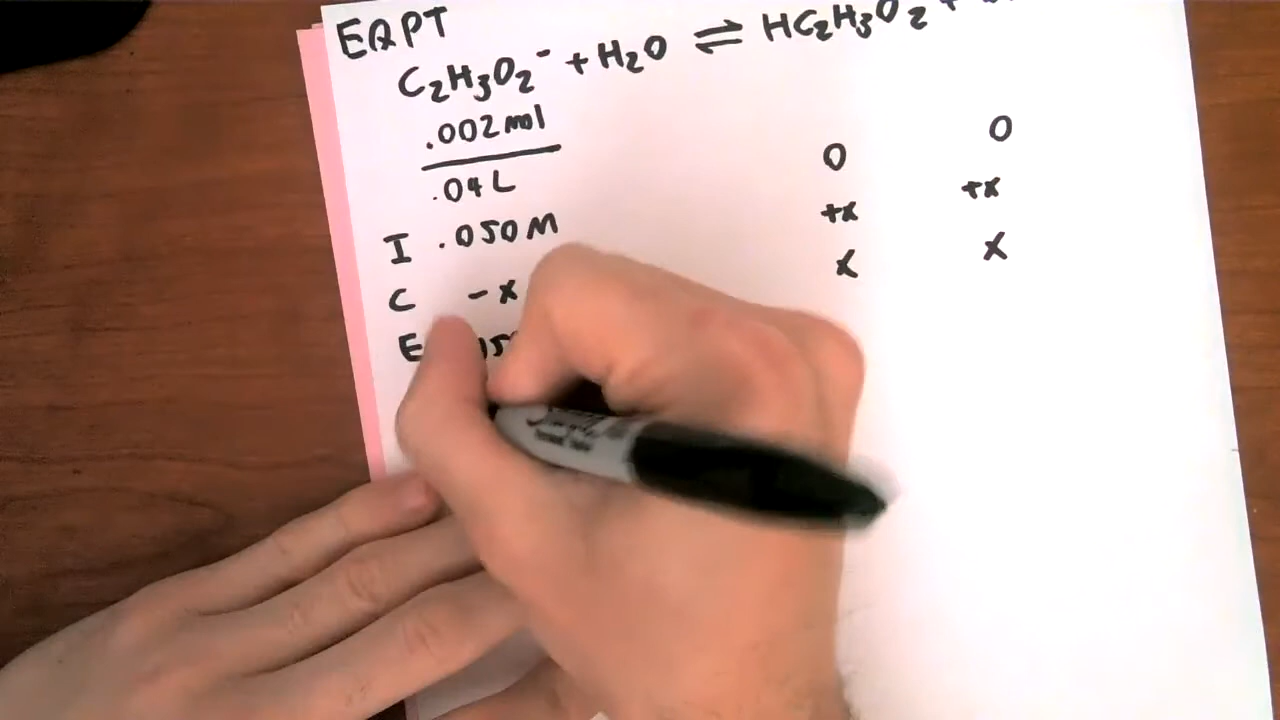 EQPT
C₂H₃O₂⁻ + H₂O ⇌ HC₂H₃O₂ +
.002 mol
.04 L
0 0
I .050 M
+x +x
C -x
x x
E